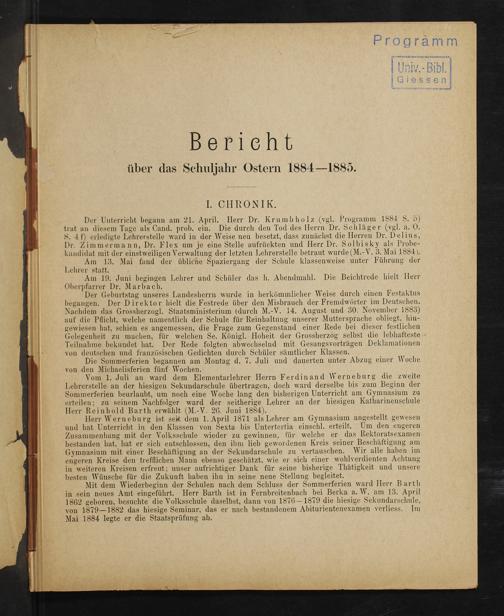 Programm
Univ.-Bibl.
Giessen
Bericht
über das Schuljahr Ostern 1884—1885.
I. CHRONIK.
Der Unterricht begann am 21. April. Herr Dr. Krumbholz (vgl. Programm 1884 S. 5)
trat an diesem Tage als Cand. prob. ein. Die durch den Tod des Herrn Dr. Schläger (vgl. a. O.
S. 4 f) erledigte Lehrerstelle ward in der Weise neu besetzt, dass zunächst die Herren Dr. Delius,
Dr. Zimmermann, Dr. Flex um je eine Stelle aufrückten und Herr Dr. Solbisky als Probe-
kandidat mit der einstweiligen Verwaltung der letzten Lehrerstelle betraut wurde (M.-V. 3. Mai 1884).
Am 13. Mai fand der übliche Spaziergang der Schule klassenweise unter Führung der
Lehrer statt.
Am 19. Juni begingen Lehrer und Schüler das h. Abendmahl. Die Beichtrede hielt Herr
Oberpfarrer Dr. Marbach.
Der Geburtstag unseres Landesherrn wurde in herkömmlicher Weise durch einen Festaktus
begangen. Der Direktor hielt die Festrede über den Misbrauch der Fremdwörter im Deutschen.
Nachdem das Grossherzogl. Staatsministerium (durch M.-V. 14. August und 30. November 1883)
auf die Pflicht, welche namentlich der Schule für Reinhaltung unserer Muttersprache obliegt, hin-
gewiesen hat, schien es angemessen, die Frage zum Gegenstand einer Rede bei dieser festlichen
Gelegenheit zu machen, für welchen Se. Königl. Hoheit der Grossherzog selbst die lebhafteste
Teilnahme bekundet hat. Der Rede folgten abwechselnd mit Gesangsvorträgen Deklamationen
von deutschen und französischen Gedichten durch Schüler sämtlicher Klassen.
Die Sommerferien begannen am Montag d. 7. Juli und dauerten unter Abzug einer Woche
von den Michaelisferien fünf Wochen.
Vom 1. Juli an ward dem Elementarlehrer Herrn Ferdinand Werneburg die zweite
Lehrerstelle an der hiesigen Sekundarschule übertragen, doch ward derselbe bis zum Beginn der
Sommerferien beurlaubt, um noch eine Woche lang den bisherigen Unterricht am Gymnasium zu
erteilen; zu seinem Nachfolger ward der seitherige Lehrer an der hiesigen Katharinenschule
Herr Reinhold Barth erwählt (M.-V. 26. Juni 1884).
Herr Werneburg ist seit dem 1. April 1871 als Lehrer am Gymnasium angestellt gewesen
und hat Unterricht in den Klassen von Sexta bis Untertertia einschl. erteilt. Um den engeren
Zusammenhang mit der Volksschule wieder zu gewinnen, für welche er das Rektoratsexamen
bestanden hat, hat er sich entschlossen, den ihm lieb gewordenen Kreis seiner Beschäftigung am
Gymnasium mit einer Beschäftigung an der Sekundarschule zu vertauschen. Wir alle haben im
engeren Kreise den trefflichen Mann ebenso geschätzt, wie er sich einer wohlverdienten Achtung
in weiteren Kreisen erfreut; unser aufrichtiger Dank für seine bisherige Thätigkeit und unsere
besten Wünsche für die Zukunft haben ihn in seine neue Stellung begleitet.
Mit dem Wiederbeginn der Schulen nach dem Schluss der Sommerferien ward Herr Barth
in sein neues Amt eingeführt. Herr Barth ist in Fernbreitenbach bei Berka a. W. am 13. April
1862 geboren, besuchte die Volksschule daselbst, dann von 1876—1879 die hiesige Sekundarschule,
von 1879—1882 das hiesige Seminar, das er nach bestandenem Abiturientenexamen verliess. Im
Mai 1884 legte er die Staatsprüfung ab.